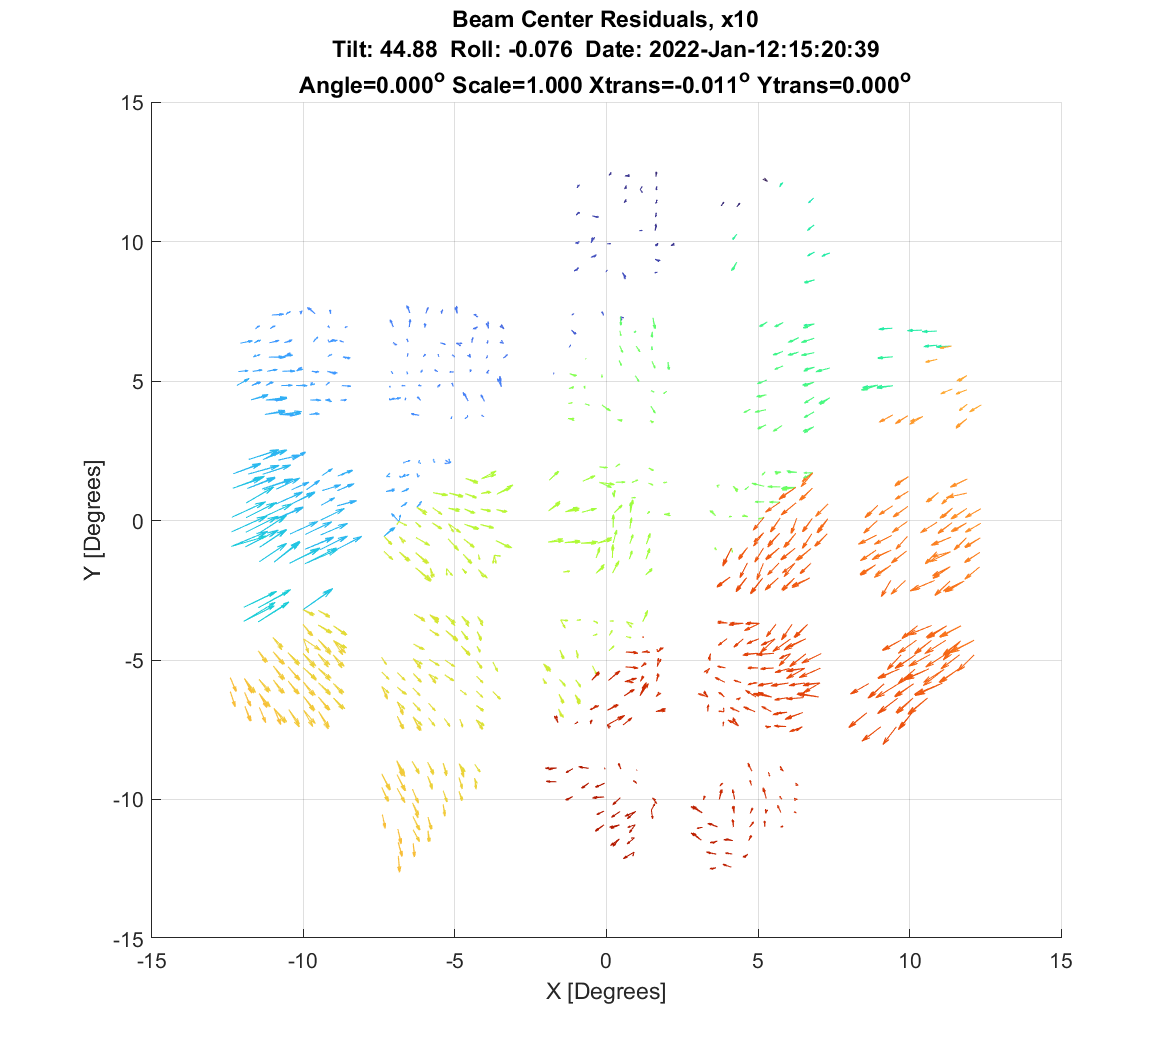 Beam Center Residuals, x10
Tilt: 44.88  Roll: -0.076  Date: 2022-Jan-12:15:20:39
Angle=0.000° Scale=1.000 Xtrans=-0.011° Ytrans=0.000°
15
10
5
0
-5
-10
-15
Y [Degrees]
-15 -10 -5 0 5 10 15
X [Degrees]